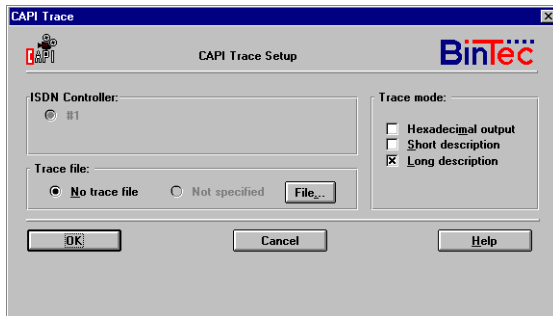 CAPI Trace
CAPI
CAPI Trace Setup
BinTec
ISDN Controller:
#1
Trace mode:
Hexadecimal output
Short description
Long description
Trace file:
No trace file
Not specified
File...
OK
Cancel
Help